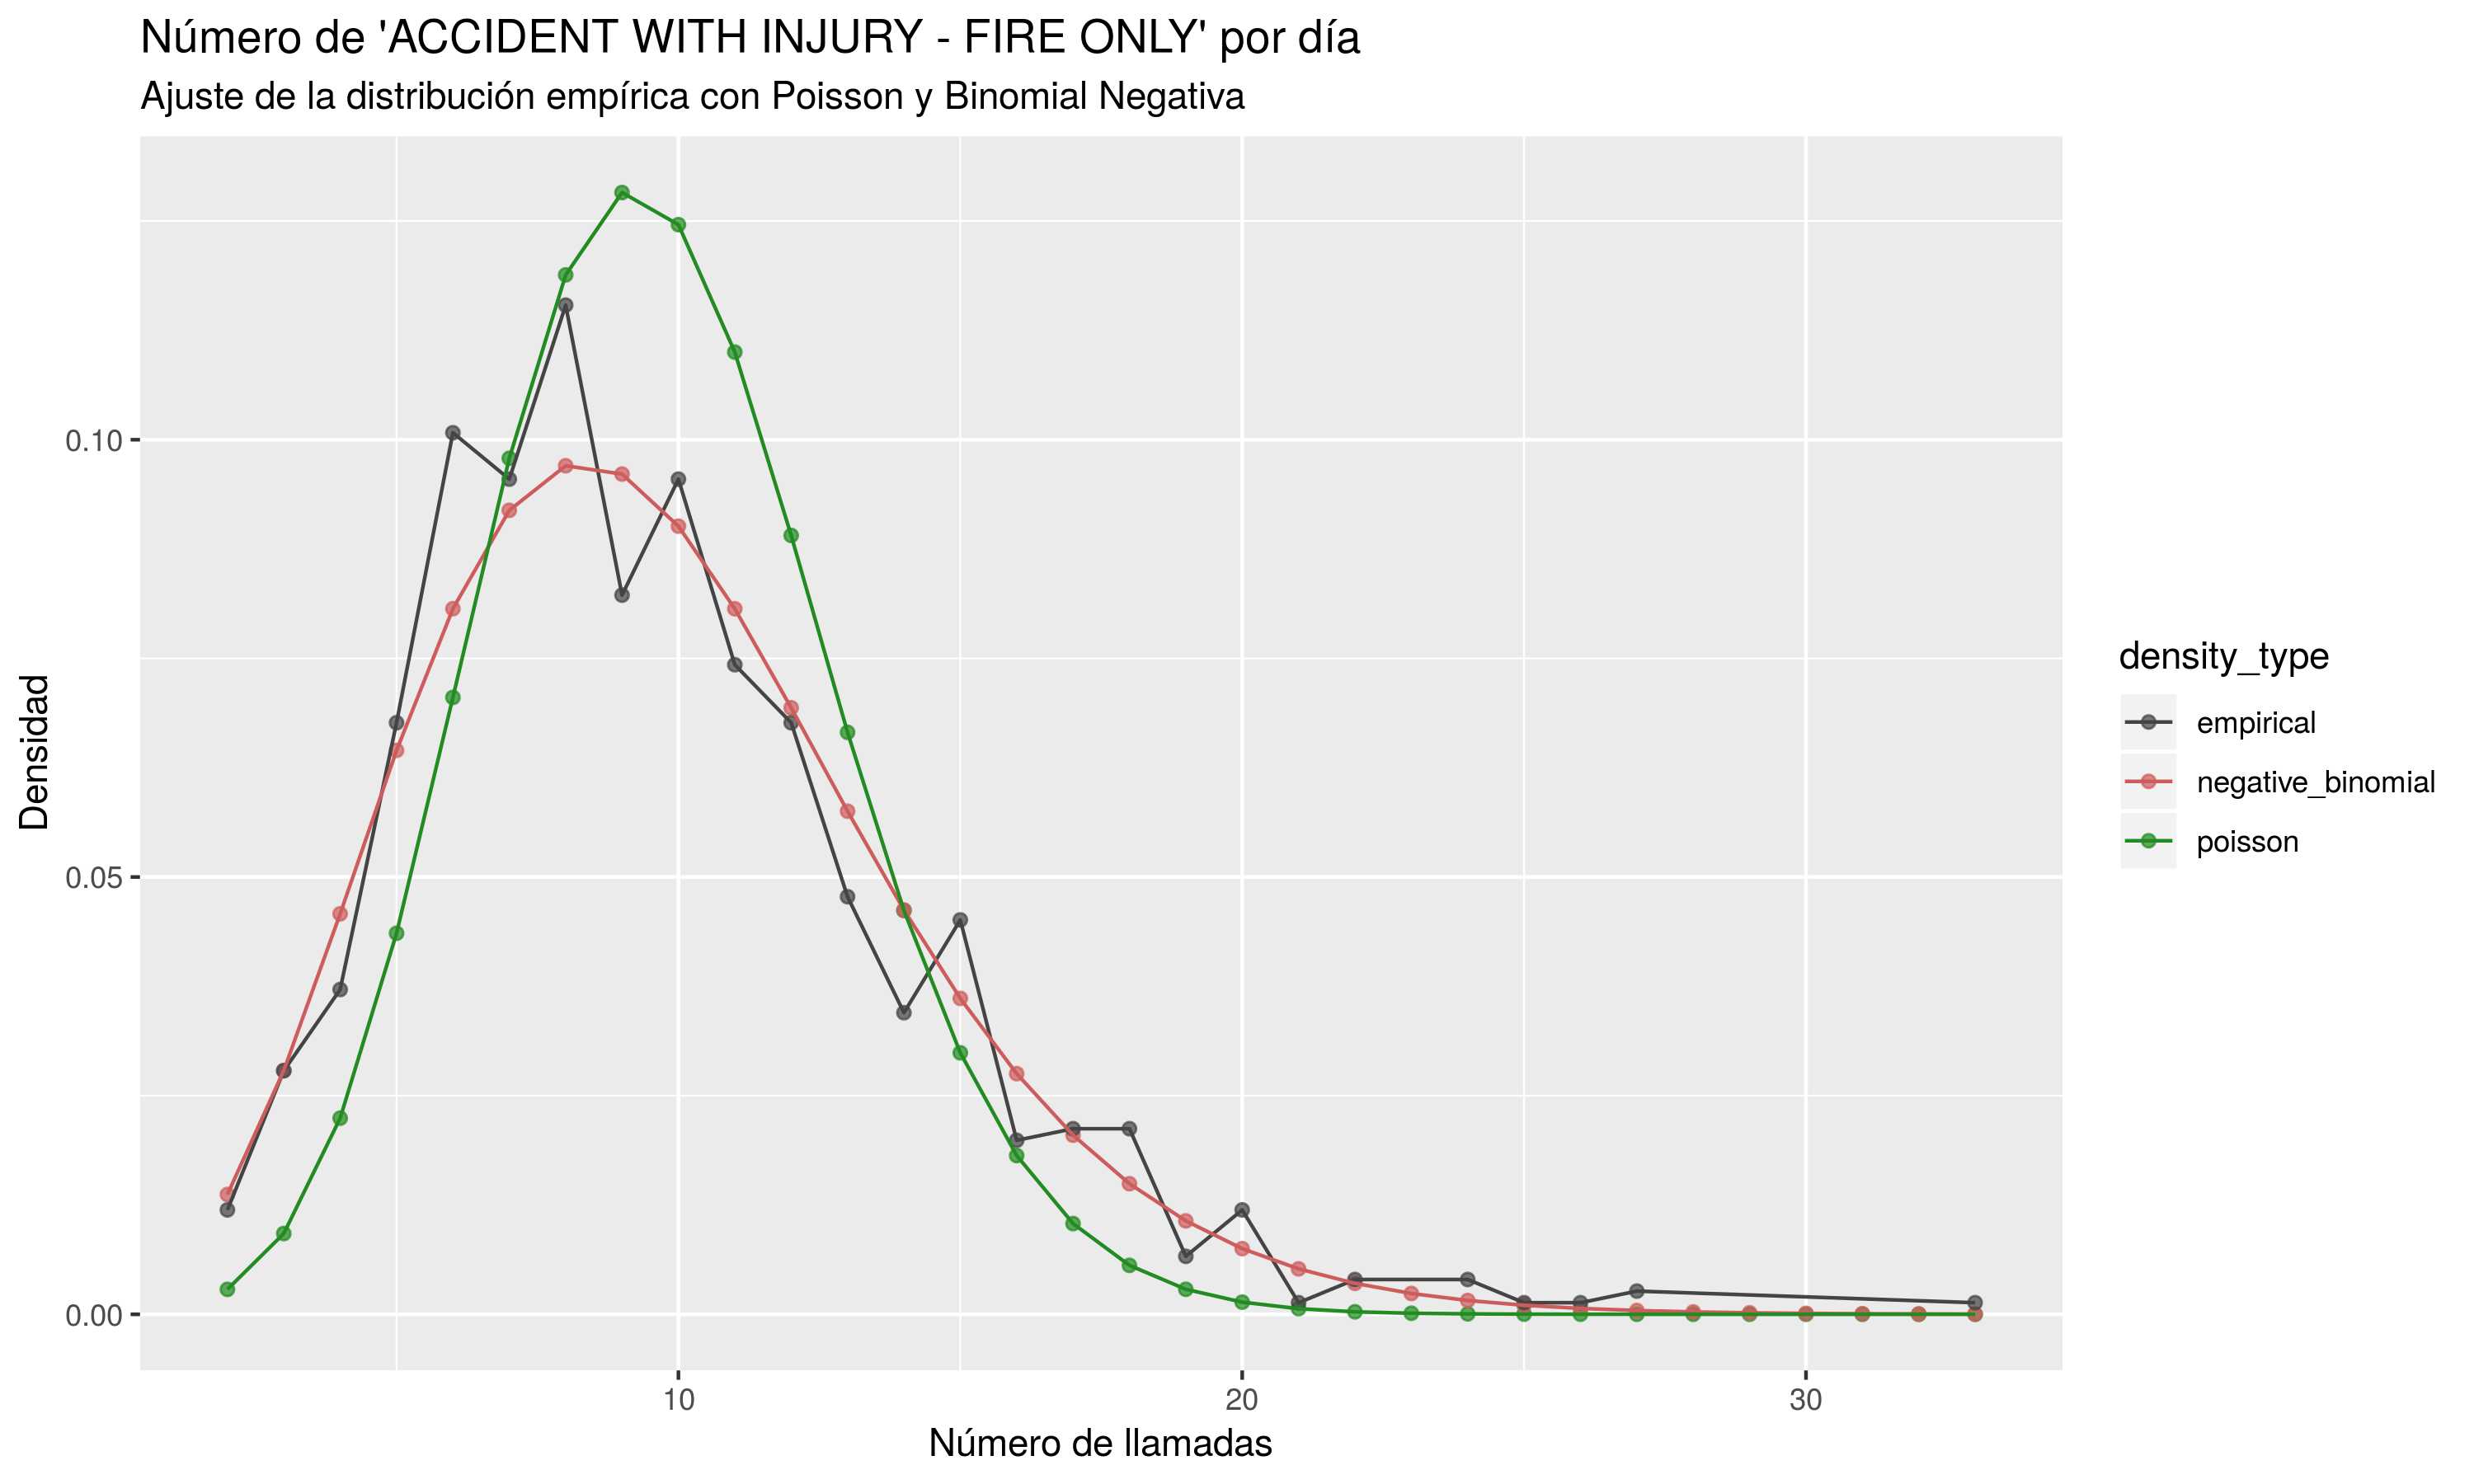 Número de 'ACCIDENT WITH INJURY - FIRE ONLY' por día
Ajuste de la distribución empírica con Poisson y Binomial Negativa
Densidad
0.10
0.05
0.00
10
20
30
Número de llamadas
density_type
empirical
negative_binomial
poisson